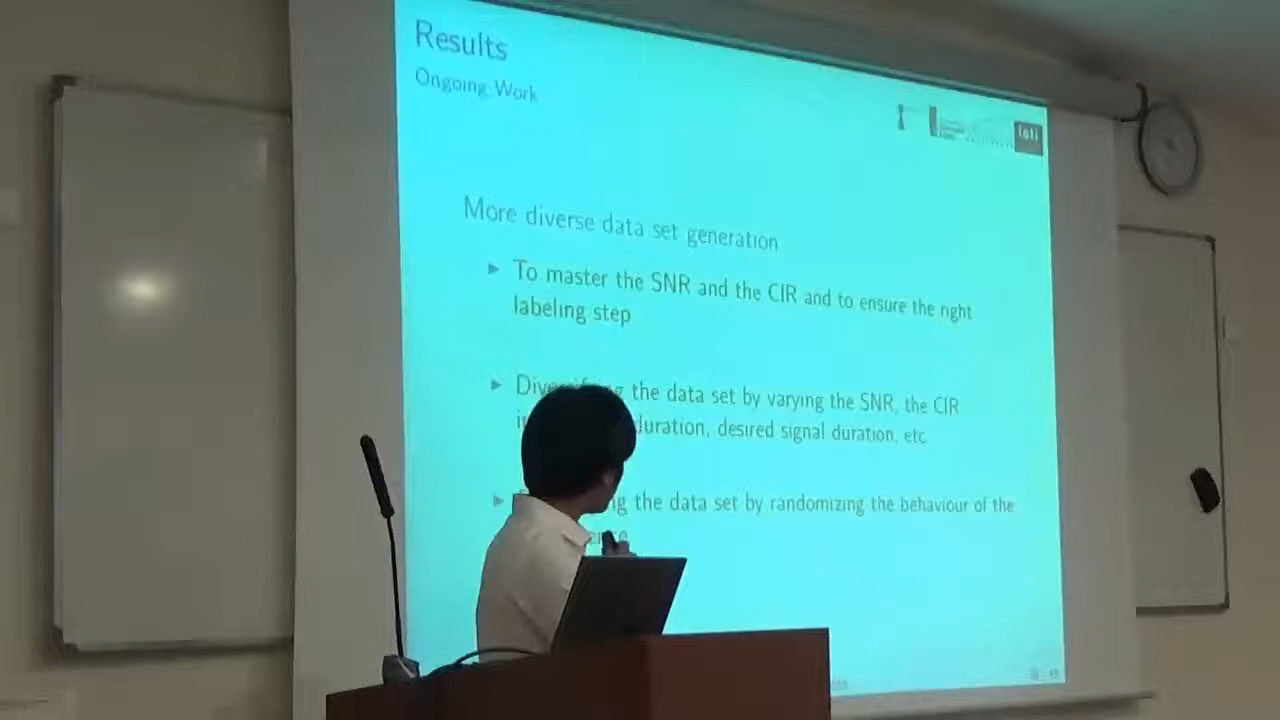 Results
Ongoing Work
More diverse data set generation
To master the SNR and the CIR and to ensure the right
labeling step
the data set by varying the SNR, the CIR
duration, desired signal duration, etc
the data set by randomizing the behaviour of the